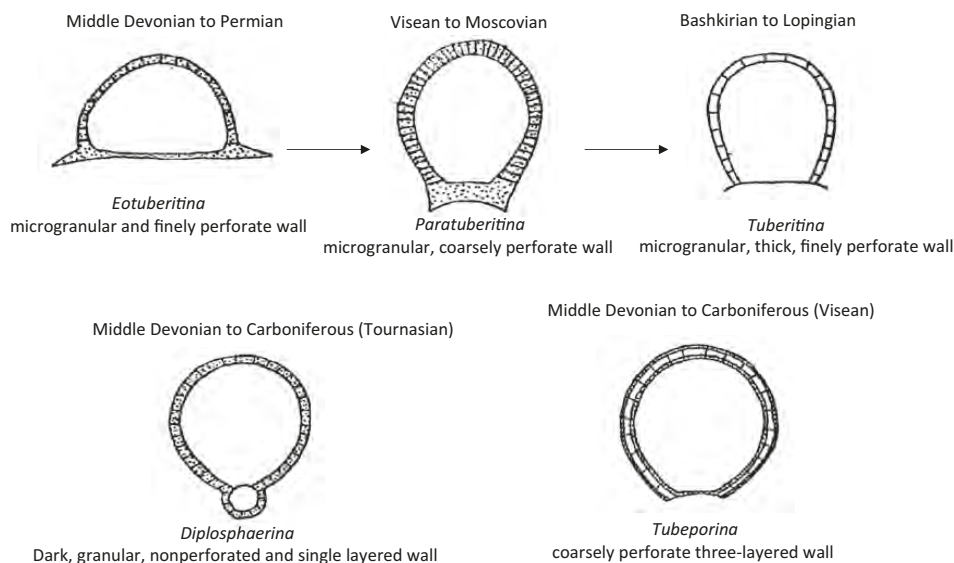 Middle Devonian to Permian
Visean to Moscovian
Bashkirian to Lopingian
Eotuberitina
microgranular and finely perforate wall
Paratuberitina
microgranular, coarsely perforate wall
Tuberitina
microgranular, thick, finely perforate wall
Middle Devonian to Carboniferous (Tournasian)
Middle Devonian to Carboniferous (Visean)
Diplosphaerina
Dark, granular, nonperforated and single layered wall
Tubeporina
coarsely perforate three-layered wall